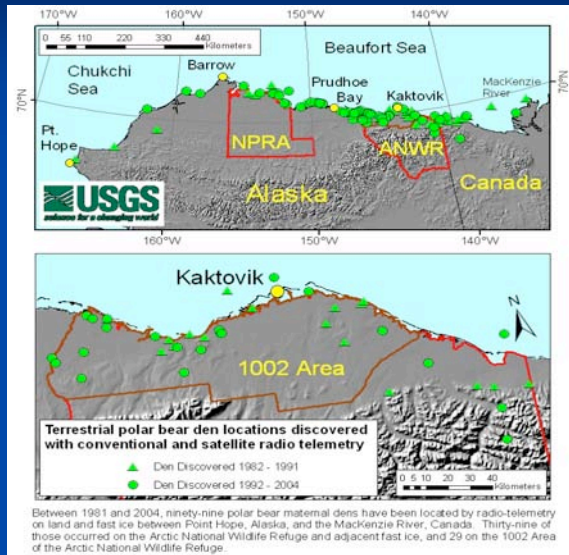 170°W
160°W
150°W
140°W
0 55 110 220 330 440
Kilometers
Beaufort Sea
Chukchi
Sea
Barrow
Prudhoe
Bay
Kaktovik
MacKenzie
River
70°N
70°N
Pt.
Hope
NPRA
ANWR
USGS
science for a changing world
Alaska
Canada
160°W
150°W
140°W
Kaktovik
N
1002 Area
Terrestrial polar bear den locations discovered
with conventional and satellite radio telemetry
Den Discovered 1982 - 1991
Den Discovered 1992 - 2004
0 5 10 20 30 40
Kilometers
Between 1981 and 2004, ninety-nine polar bear maternal dens have been located by radio-telemetry
on land and fast ice between Point Hope, Alaska, and the MacKenzie River, Canada. Thirty-nine of
those occurred on the Arctic National Wildlife Refuge and adjacent fast ice, and 29 on the 1002 Area
of the Arctic National Wildlife Refuge.